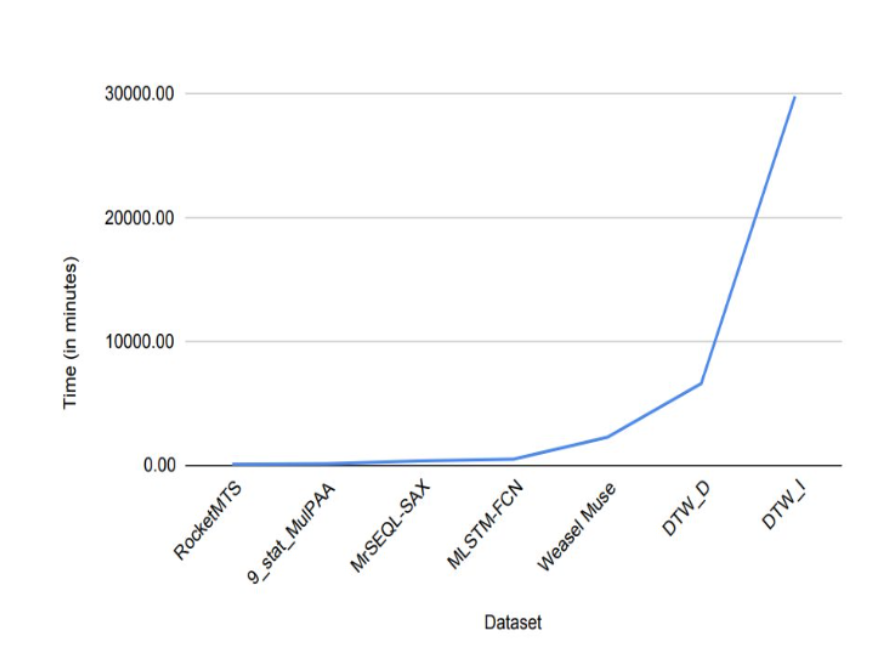 30000.00
20000.00
10000.00
0.00
Time (in minutes)
RocketMTS
9_stat_MulPAA
MrSEQL-SAX
MLSTM-FCN
Weasel Muse
DTW_D
DTW_I
Dataset